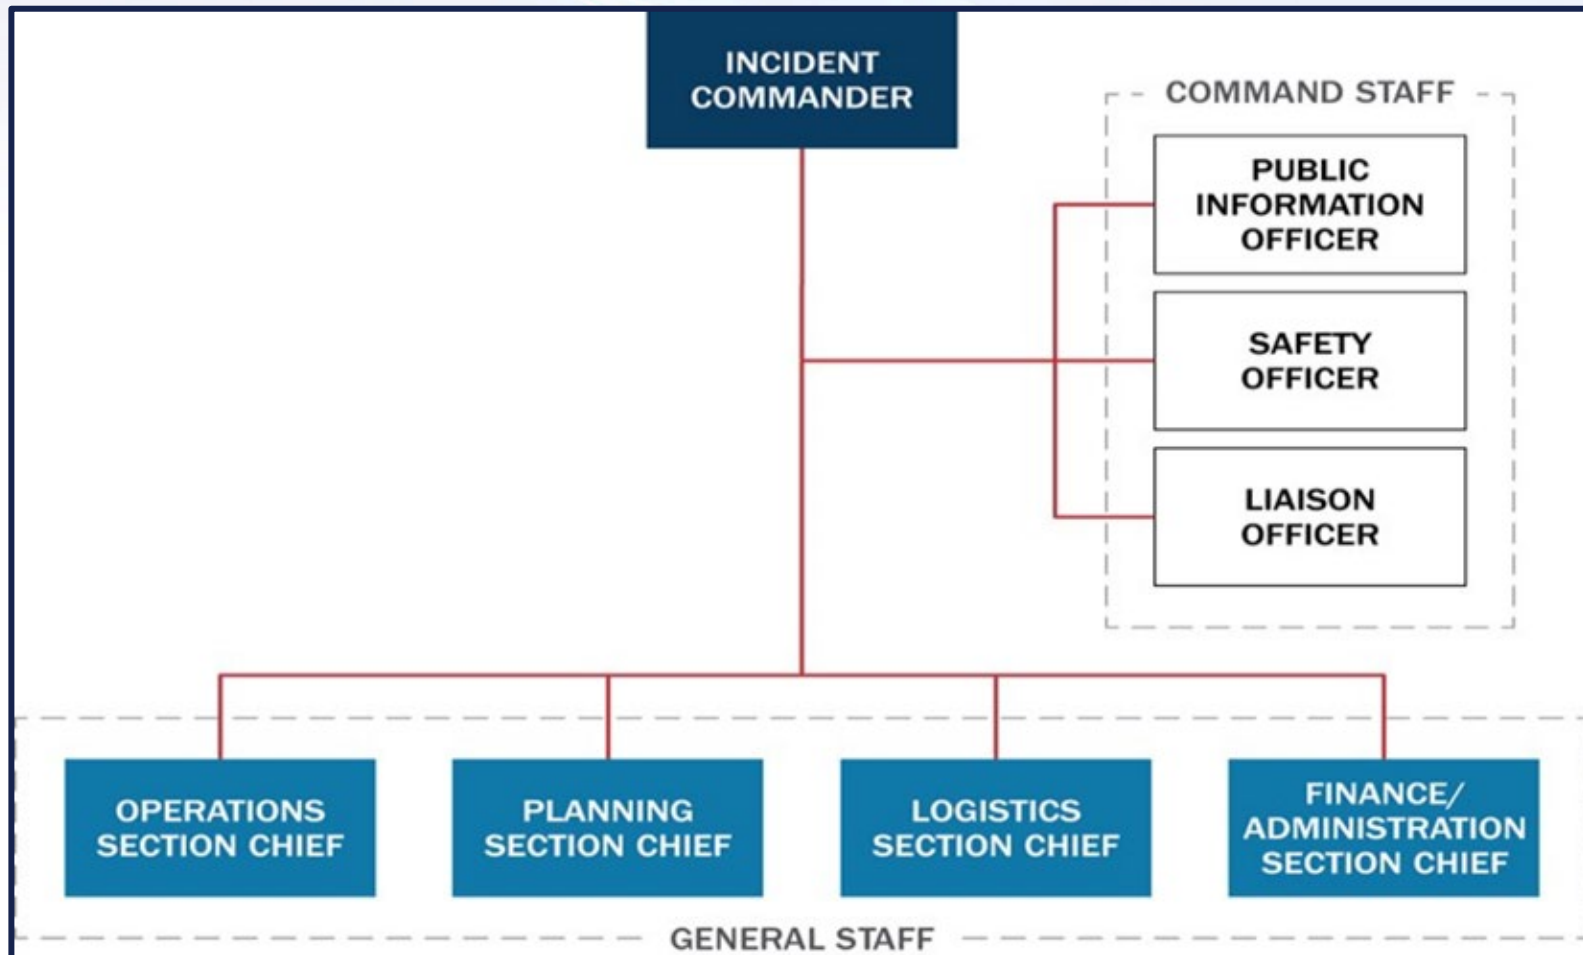 INCIDENT
COMMANDER
COMMAND STAFF
PUBLIC
INFORMATION
OFFICER
SAFETY
OFFICER
LIAISON
OFFICER
OPERATIONS
SECTION CHIEF
PLANNING
SECTION CHIEF
LOGISTICS
SECTION CHIEF
FINANCE/
ADMINISTRATION
SECTION CHIEF
GENERAL STAFF